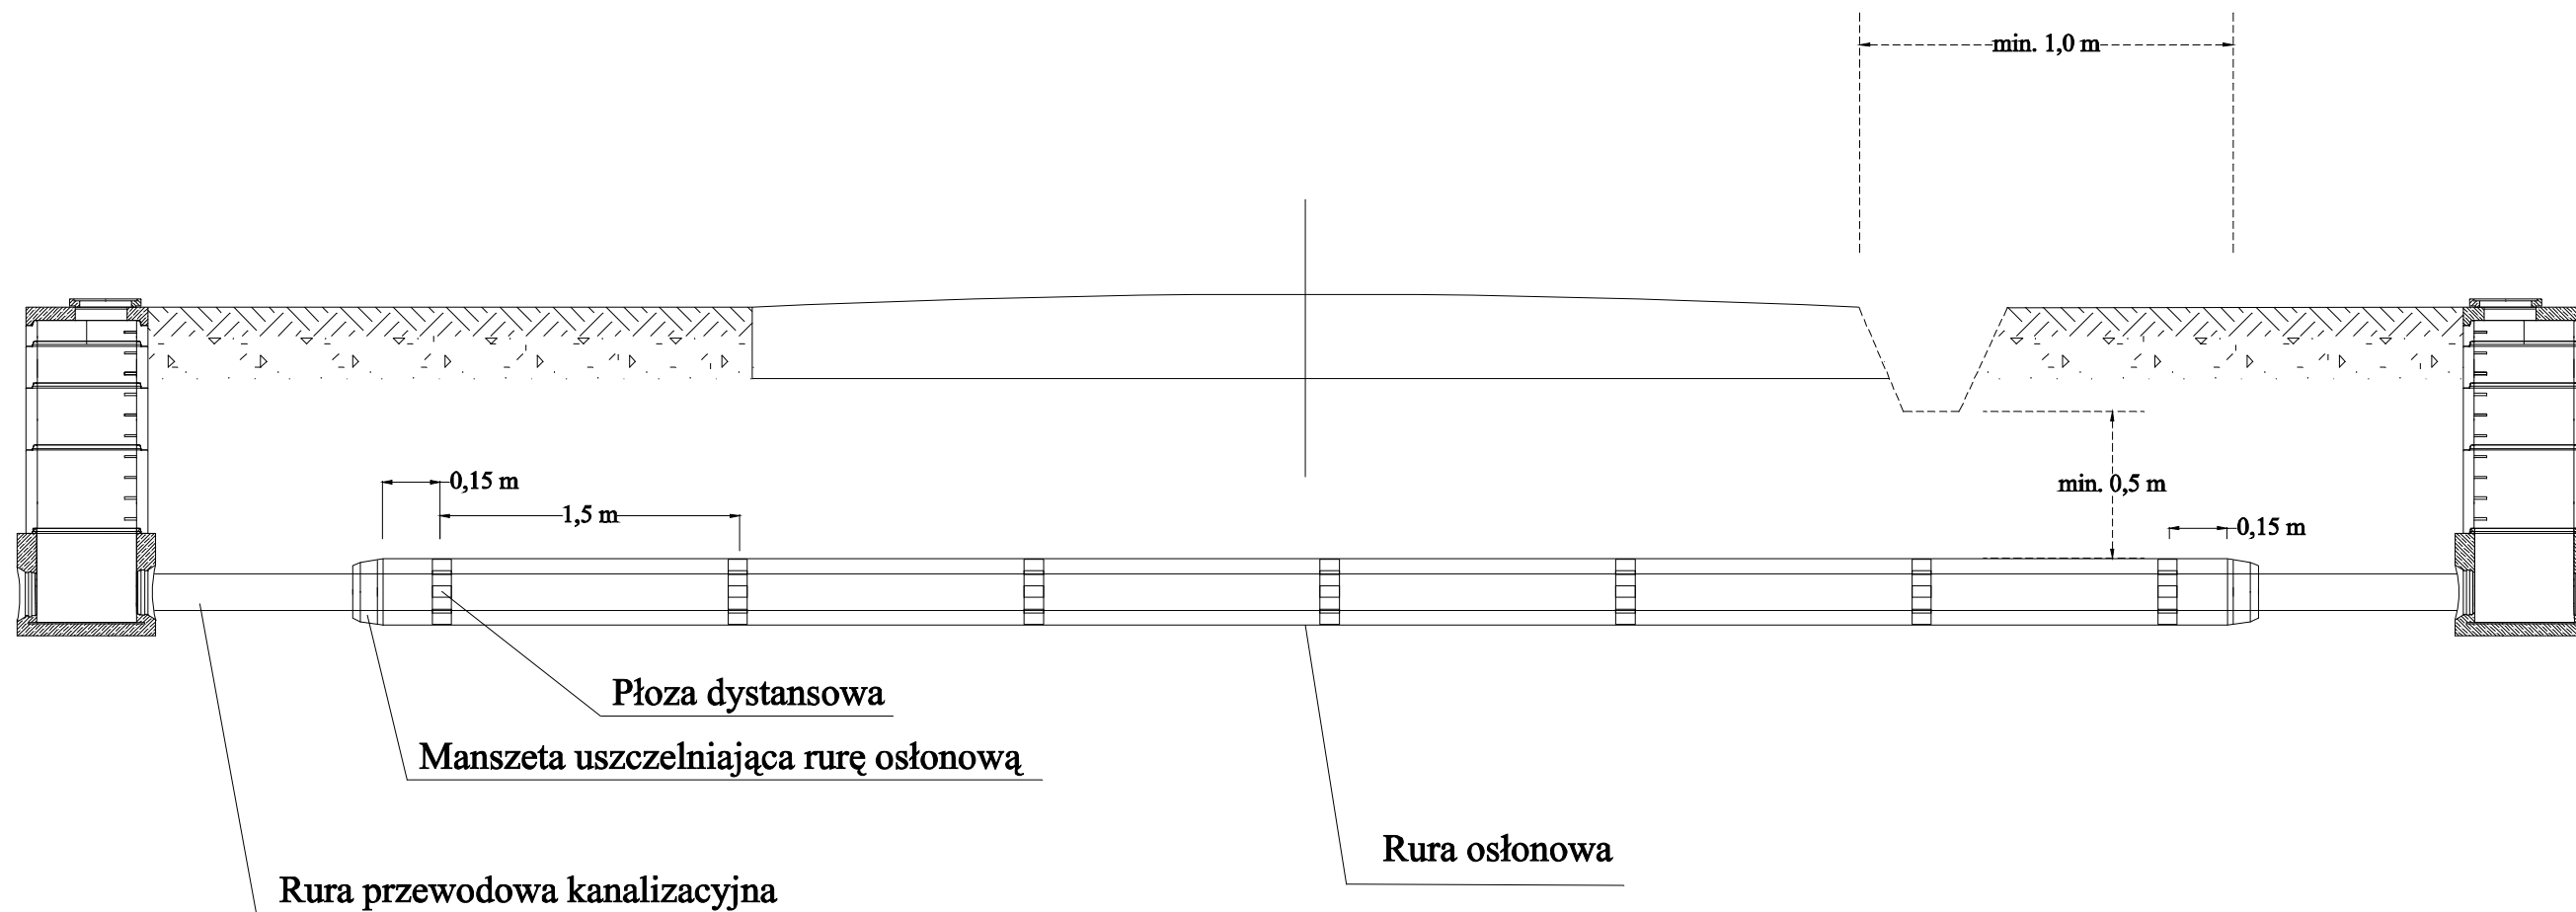 min. 1,0 m
0,15 m
1,5 m
min. 0,5 m
0,15 m
Płoza dystansowa
Manszeta uszczelniająca rurę osłonową
Rura osłonowa
Rura przewodowa kanalizacyjna